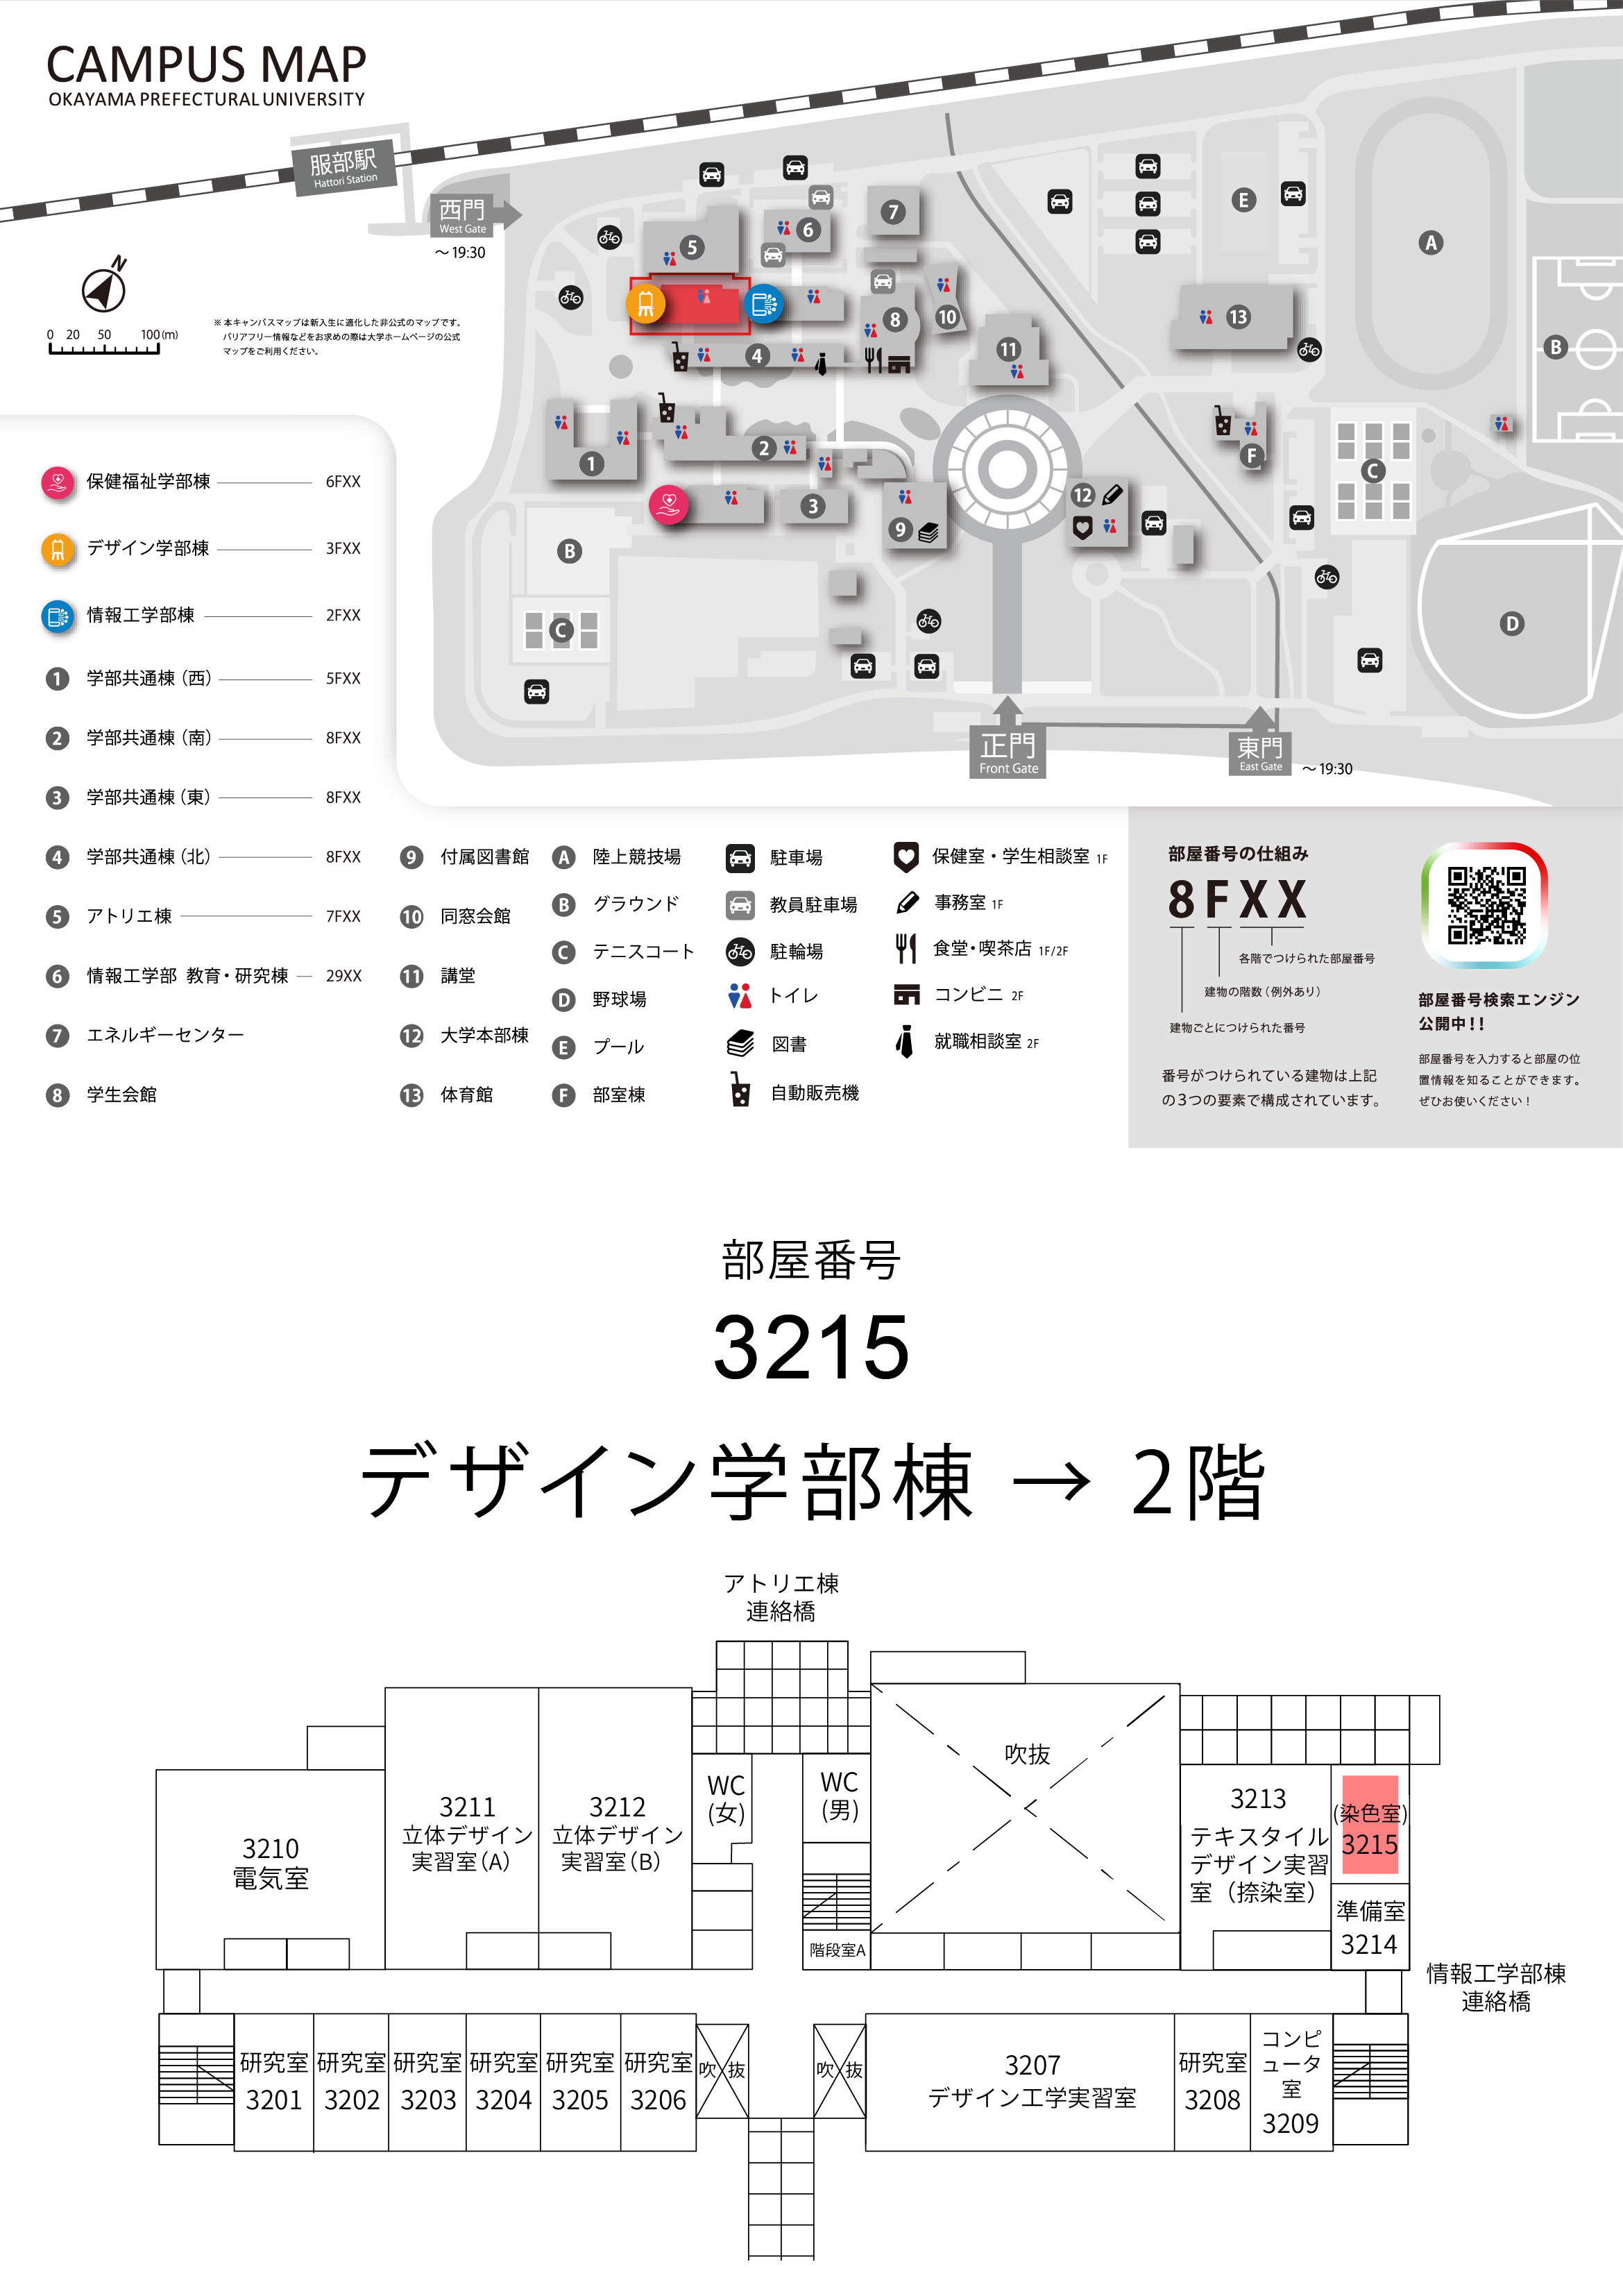 CAMPUS MAP
OKAYAMA PREFECTURAL UNIVERSITY
服部駅
Hattori Station
西門
West Gate
～19:30
N
0 20 50 100(m)
※本キャンパスマップは新入生に適化した非公式のマップです。
バリアフリー情報などをお求めの際は大学ホームページの公式
マップをご利用ください。
7
6
5
E
A
8
10
13
11
4
B
1
2
F
C
3
9
12
B
C
D
正門
Front Gate
東門
East Gate
～19:30
保健福祉学部棟 6FXX
デザイン学部棟 3FXX
情報工学部棟 2FXX
1 学部共通棟（西） 5FXX
2 学部共通棟（南） 8FXX
3 学部共通棟（東） 8FXX
4 学部共通棟（北） 8FXX
5 アトリエ棟 7FXX
6 情報工学部 教育・研究棟 29XX
7 エネルギーセンター
8 学生会館
9 付属図書館
10 同窓会館
11 講堂
12 大学本部棟
13 体育館
A 陸上競技場
B グラウンド
C テニスコート
D 野球場
E プール
F 部室棟
駐車場
教員駐車場
駐輪場
トイレ
図書
自動販売機
保健室・学生相談室 1F
事務室 1F
食堂・喫茶店 1F/2F
コンビニ 2F
就職相談室 2F
部屋番号の仕組み
8FXX
各階でつけられた部屋番号
建物の階数（例外あり）
建物ごとにつけられた番号
番号がつけられている建物は上記
の3つの要素で構成されています。
部屋番号検索エンジン
公開中！！
部屋番号を入力すると部屋の位
置情報を知ることができます。
ぜひお使いください！
部屋番号
3215
デザイン学部棟 → 2階
アトリエ棟
連絡橋
3210
電気室
3211
立体デザイン
実習室（A）
3212
立体デザイン
実習室（B）
WC
(女)
WC
(男)
階段室A
吹抜
3213
テキスタイル
デザイン実習
室（捺染室）
(染色室)
3215
準備室
3214
情報工学部棟
連絡橋
研究室
3201
研究室
3202
研究室
3203
研究室
3204
研究室
3205
研究室
3206
吹抜
吹抜
3207
デザイン工学実習室
研究室
3208
コンピ
ュータ
室
3209